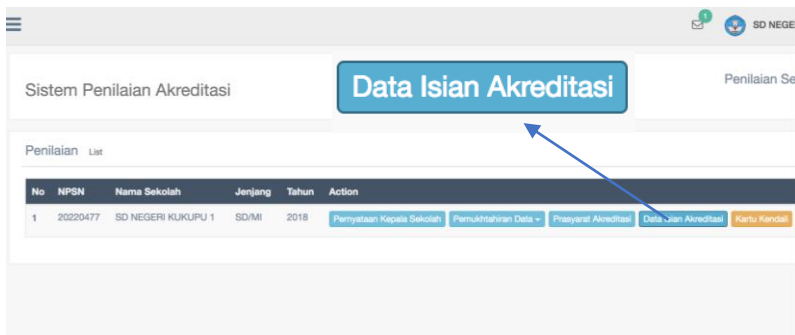 1
SD NEGE
Sistem Penilaian Akreditasi
Data Isian Akreditasi
Penilaian Se
Penilaian List
No NPSN Nama Sekolah Jenjang Tahun Action
1 20220477 SD NEGERI KUKUPU 1 SD/MI 2018 Pernyataan Kepala Sekolah Pemukhtahiran Data Prasyarat Akreditasi Data Isian Akreditasi Kartu Kendali